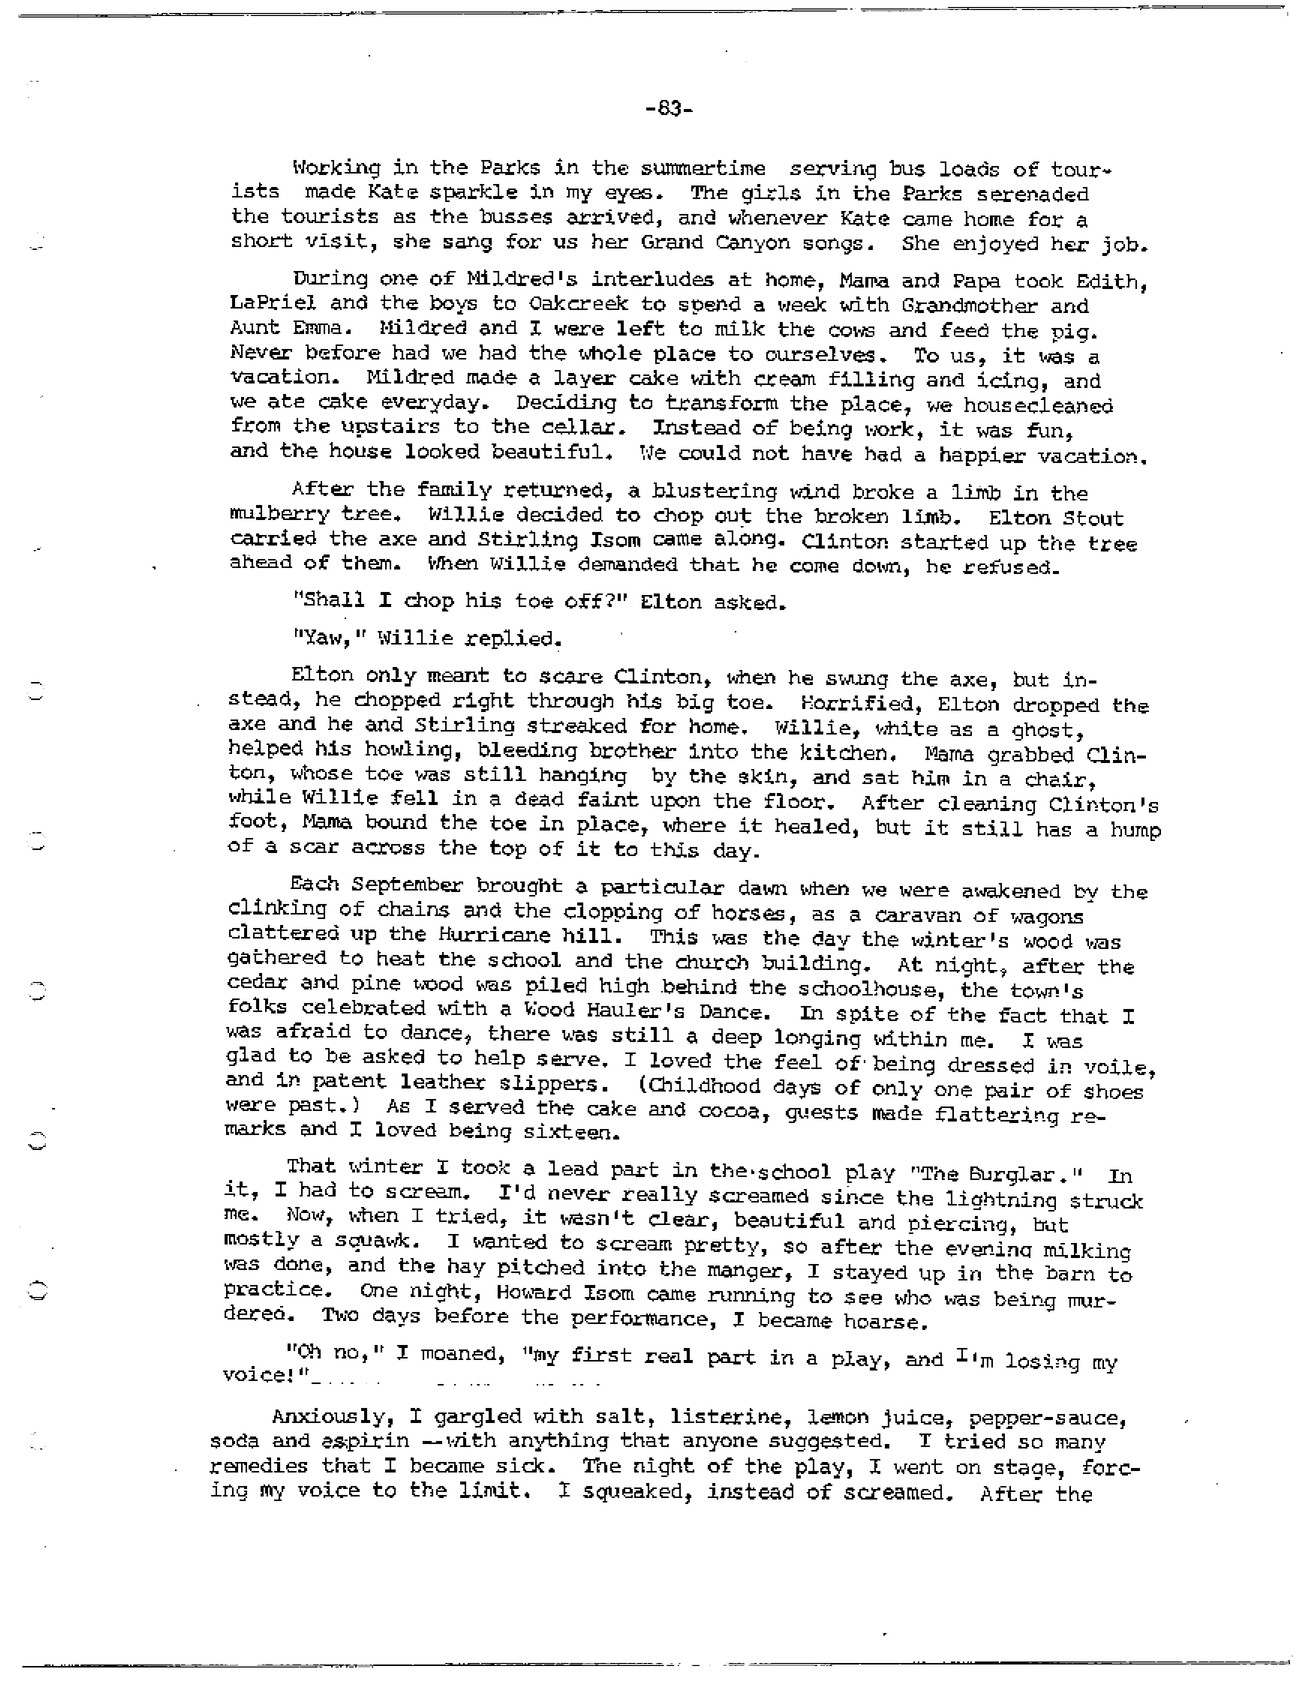 -83-
Working in the Parks in the summertime serving bus loads of tour-
ists made Kate sparkle in my eyes. The girls in the Parks serenaded
the tourists as the busses arrived, and whenever Kate came home for a
short visit, she sang for us her Grand Canyon songs. She enjoyed her job.
During one of Mildred's interludes at home, Mama and Papa took Edith,
LaPriel and the boys to Oakcreek to spend a week with Grandmother and
Aunt Emma. Mildred and I were left to milk the cows and feed the pig.
Never before had we had the whole place to ourselves. To us, it was a
vacation. Mildred made a layer cake with cream filling and icing, and
we ate cake everyday. Deciding to transform the place, we housecleaned
from the upstairs to the cellar. Instead of being work, it was fun,
and the house looked beautiful. We could not have had a happier vacation.
After the family returned, a blustering wind broke a limb in the
mulberry tree. Willie decided to chop out the broken limb. Elton Stout
carried the axe and Stirling Isom came along. Clinton started up the tree
ahead of them. When Willie demanded that he come down, he refused.
"Shall I chop his toe off?" Elton asked.
"Yaw," Willie replied.
Elton only meant to scare Clinton, when he swung the axe, but in-
stead, he chopped right through his big toe. Horrified, Elton dropped the
axe and he and Stirling streaked for home. Willie, white as a ghost,
helped his howling, bleeding brother into the kitchen. Mama grabbed Clin-
ton, whose toe was still hanging by the skin, and sat him in a chair,
while Willie fell in a dead faint upon the floor. After cleaning Clinton's
foot, Mama bound the toe in place, where it healed, but it still has a hump
of a scar across the top of it to this day.
Each September brought a particular dawn when we were awakened by the
clinking of chains and the clopping of horses, as a caravan of wagons
clattered up the Hurricane hill. This was the day the winter's wood was
gathered to heat the school and the church building. At night, after the
cedar and pine wood was piled high behind the schoolhouse, the town's
folks celebrated with a Wood Hauler's Dance. In spite of the fact that I
was afraid to dance, there was still a deep longing within me. I was
glad to be asked to help serve. I loved the feel of being dressed in voile,
and in patent leather slippers. (Childhood days of only one pair of shoes
were past.) As I served the cake and cocoa, guests made flattering re-
marks and I loved being sixteen.
That winter I took a lead part in the school play "The Burglar." In
it, I had to scream. I'd never really screamed since the lightning struck
me. Now, when I tried, it wasn't clear, beautiful and piercing, but
mostly a squawk. I wanted to scream pretty, so after the evening milking
was done, and the hay pitched into the manger, I stayed up in the barn to
practice. One night, Howard Isom came running to see who was being mur-
dered. Two days before the performance, I became hoarse.
"Oh no," I moaned, "my first real part in a play, and I'm losing my
voice!"
Anxiously, I gargled with salt, listerine, lemon juice, pepper-sauce,
soda and aspirin --with anything that anyone suggested. I tried so many
remedies that I became sick. The night of the play, I went on stage, forc-
ing my voice to the limit. I squeaked, instead of screamed. After the